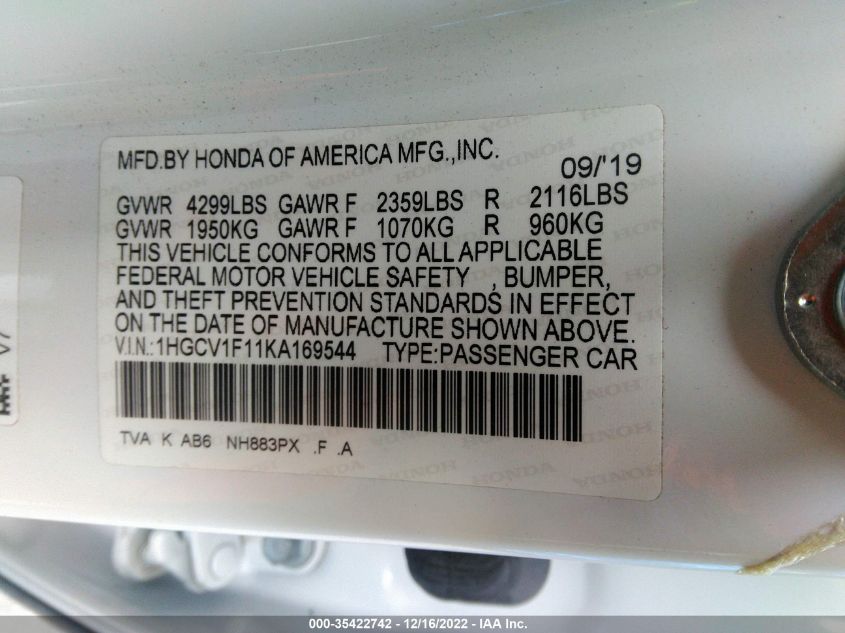 MFD.BY HONDA OF AMERICA MFG.,INC. 09/'19
GVWR 4299LBS GAWR F 2359LBS R 2116LBS
GVWR 1950KG GAWR F 1070KG R 960KG
THIS VEHICLE CONFORMS TO ALL APPLICABLE
FEDERAL MOTOR VEHICLE SAFETY , BUMPER,
AND THEFT PREVENTION STANDARDS IN EFFECT
ON THE DATE OF MANUFACTURE SHOWN ABOVE.
V.I.N.:1HGCV1F11KA169544 TYPE:PASSENGER CAR
TVA K AB6 NH883PX .F .A
V7
000-35422742 - 12/16/2022 - IAA Inc.